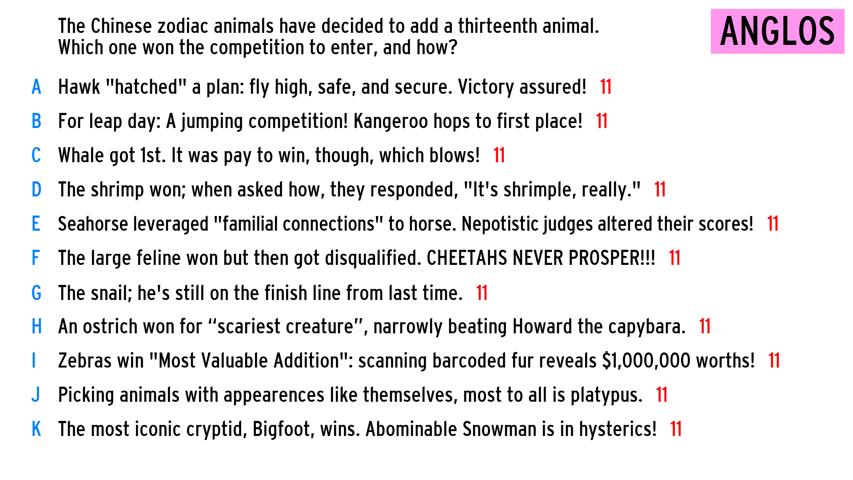 The Chinese zodiac animals have decided to add a thirteenth animal.
Which one won the competition to enter, and how?
ANGLOS
A Hawk "hatched" a plan: fly high, safe, and secure. Victory assured! 11
B For leap day: A jumping competition! Kangeroo hops to first place! 11
C Whale got 1st. It was pay to win, though, which blows! 11
D The shrimp won; when asked how, they responded, "It's shrimple, really." 11
E Seahorse leveraged "familial connections" to horse. Nepotistic judges altered their scores! 11
F The large feline won but then got disqualified. CHEETAHS NEVER PROSPER!!! 11
G The snail; he's still on the finish line from last time. 11
H An ostrich won for “scariest creature”, narrowly beating Howard the capybara. 11
I Zebras win "Most Valuable Addition": scanning barcoded fur reveals $1,000,000 worths! 11
J Picking animals with appearences like themselves, most to all is platypus. 11
K The most iconic cryptid, Bigfoot, wins. Abominable Snowman is in hysterics! 11